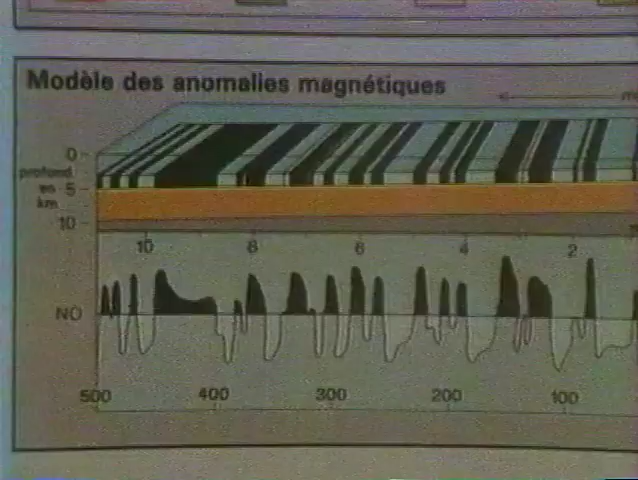 Modèle des anomalies magnétiques
0
profond.
en 5
km
10
10 8 6 4 2
NO
500 400 300 200 100